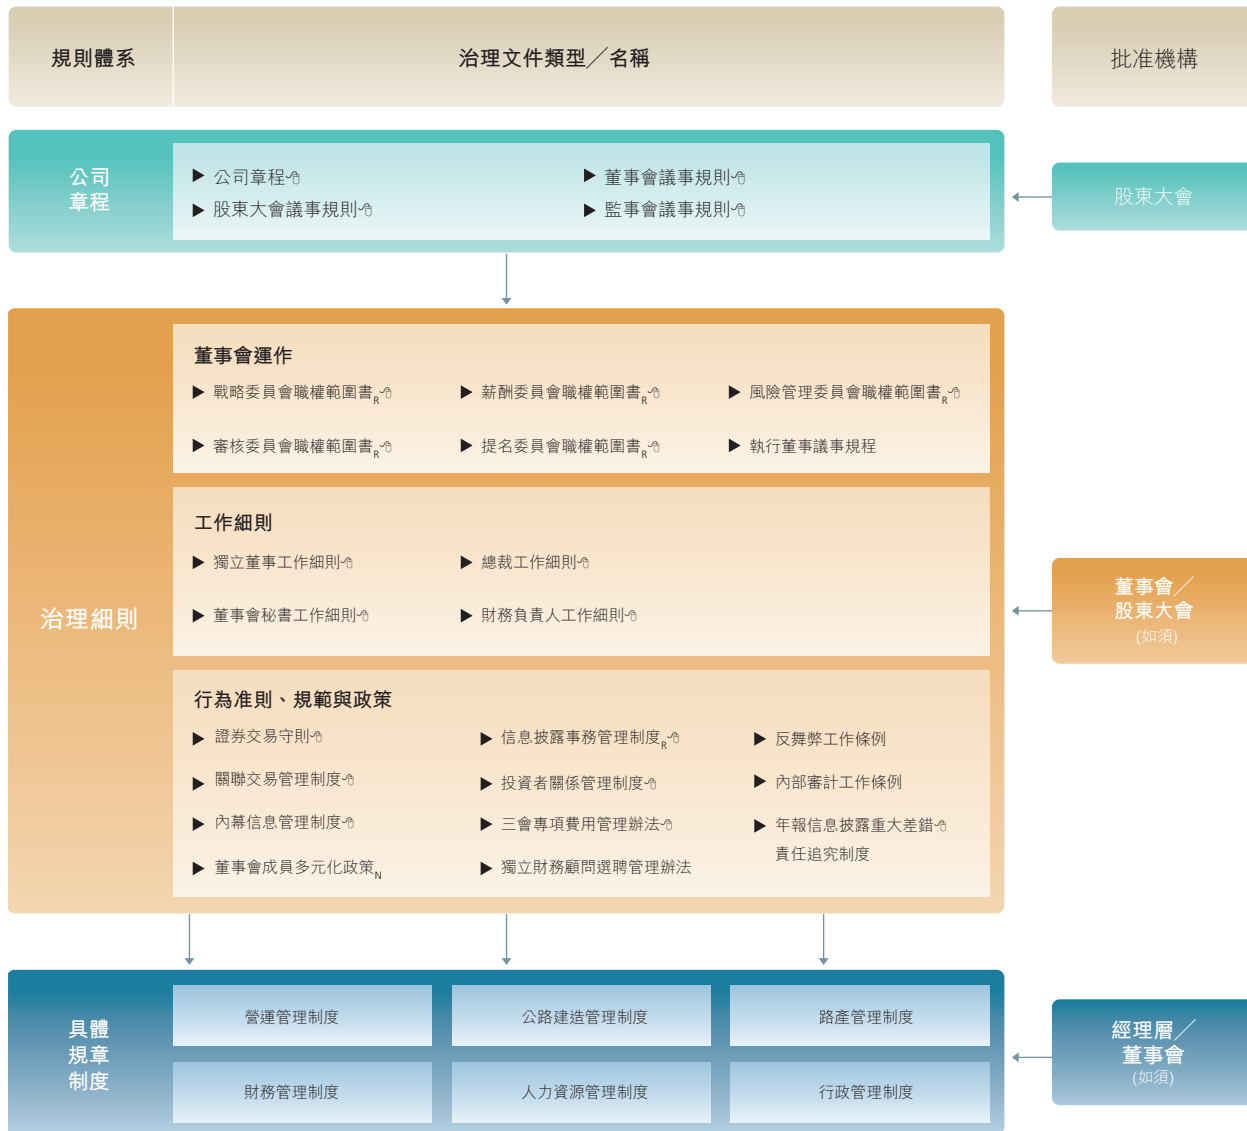 規則體系
治理文件類型／名稱
批准機構
公司
章程
▶ 公司章程
▶ 董事會議事規則
▶ 股東大會議事規則
▶ 監事會議事規則
股東大會
治理細則
董事會運作
▶ 戰略委員會職權範圍書R
▶ 薪酬委員會職權範圍書R
▶ 風險管理委員會職權範圍書R
▶ 審核委員會職權範圍書R
▶ 提名委員會職權範圍書R
▶ 執行董事議事規程
工作細則
▶ 獨立董事工作細則
▶ 總裁工作細則
▶ 董事會秘書工作細則
▶ 財務負責人工作細則
董事會／
股東大會
(如須)
行為准則、規範與政策
▶ 證券交易守則
▶ 信息披露事務管理制度R
▶ 反舞弊工作條例
▶ 關聯交易管理制度
▶ 投資者關係管理制度
▶ 內部審計工作條例
▶ 內幕信息管理制度
▶ 三會專項費用管理辦法
▶ 年報信息披露重大差錯
責任追究制度
▶ 董事會成員多元化政策N
▶ 獨立財務顧問選聘管理辦法
具體
規章
制度
營運管理制度
公路建造管理制度
路產管理制度
財務管理制度
人力資源管理制度
行政管理制度
經理層／
董事會
(如須)